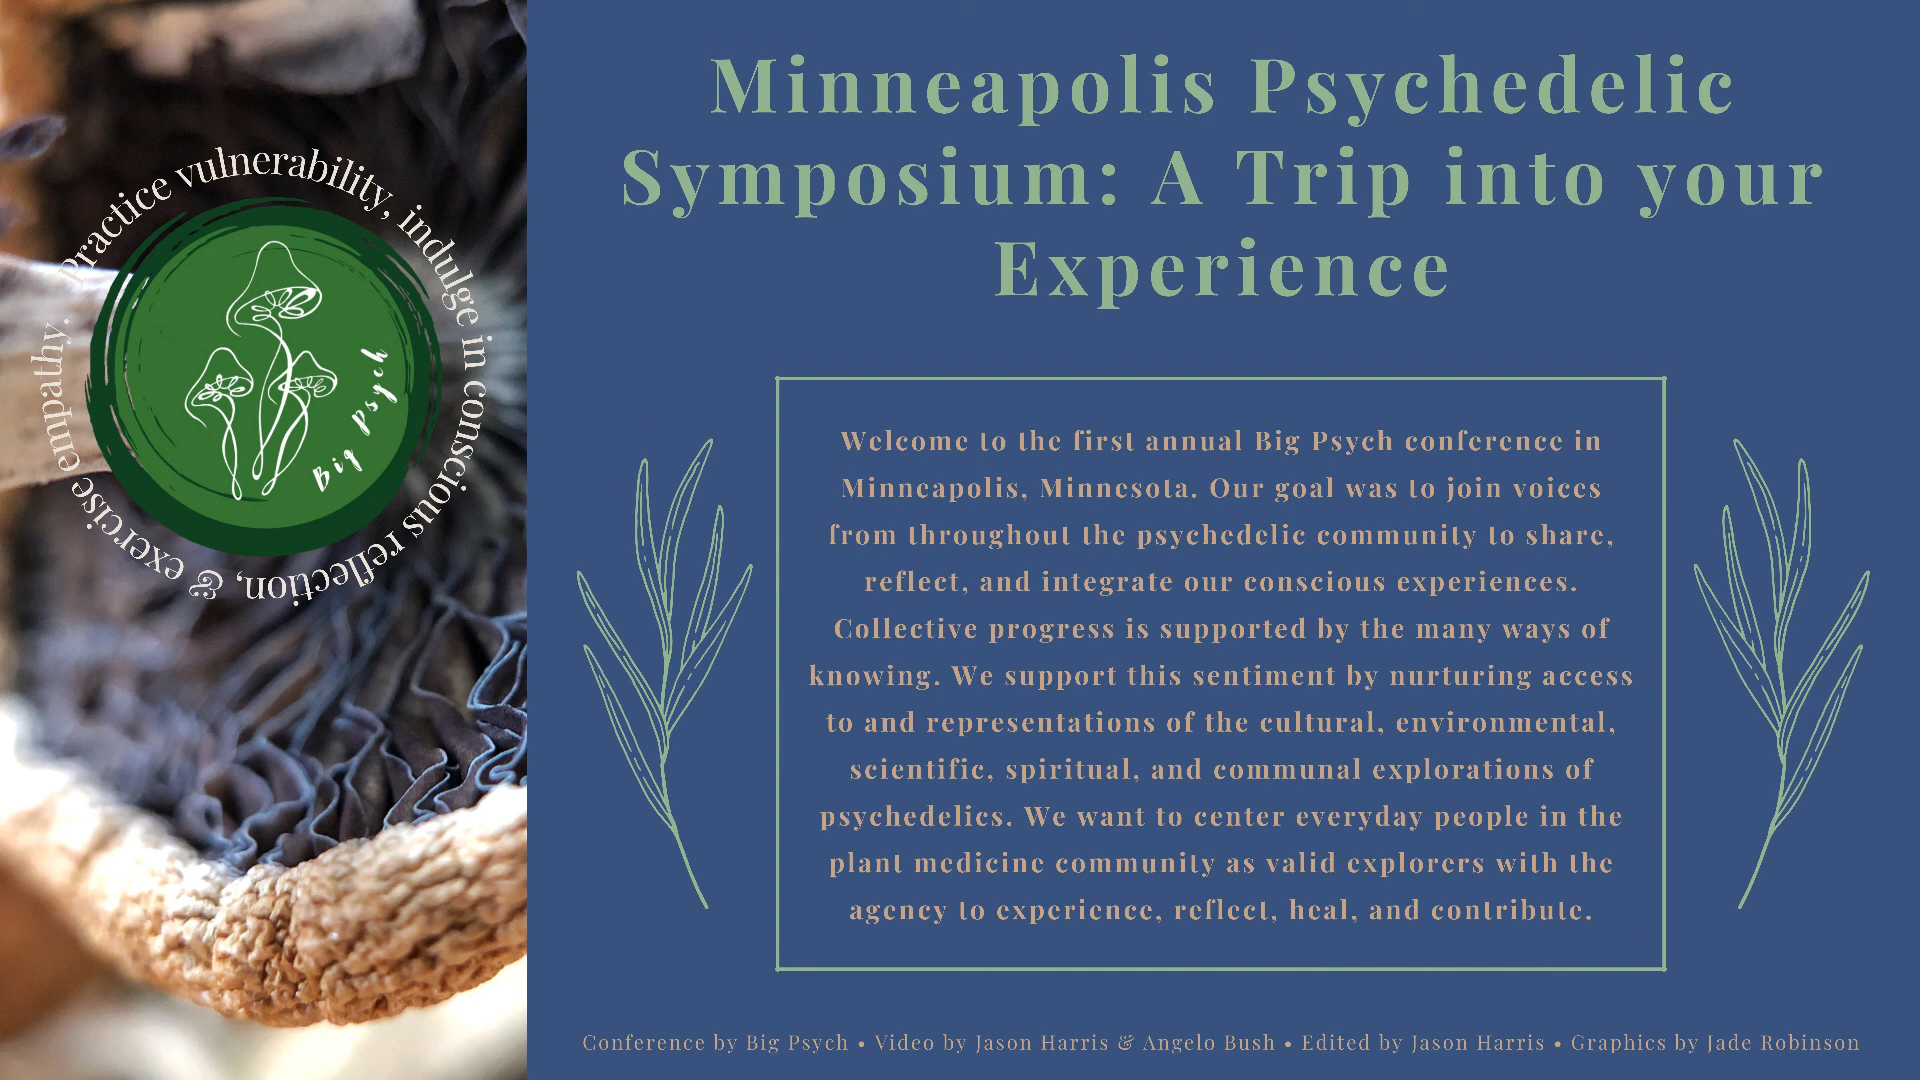 Practice vulnerability, indulge in conscious reflection, & exercise empathy.
Big Psych
Minneapolis Psychedelic
Symposium: A Trip into your
Experience
Welcome to the first annual Big Psych conference in
Minneapolis, Minnesota. Our goal was to join voices
from throughout the psychedelic community to share,
reflect, and integrate our conscious experiences.
Collective progress is supported by the many ways of
knowing. We support this sentiment by nurturing access
to and representations of the cultural, environmental,
scientific, spiritual, and communal explorations of
psychedelics. We want to center everyday people in the
plant medicine community as valid explorers with the
agency to experience, reflect, heal, and contribute.
Conference by Big Psych • Video by Jason Harris & Angelo Bush • Edited by Jason Harris • Graphics by Jade Robinson